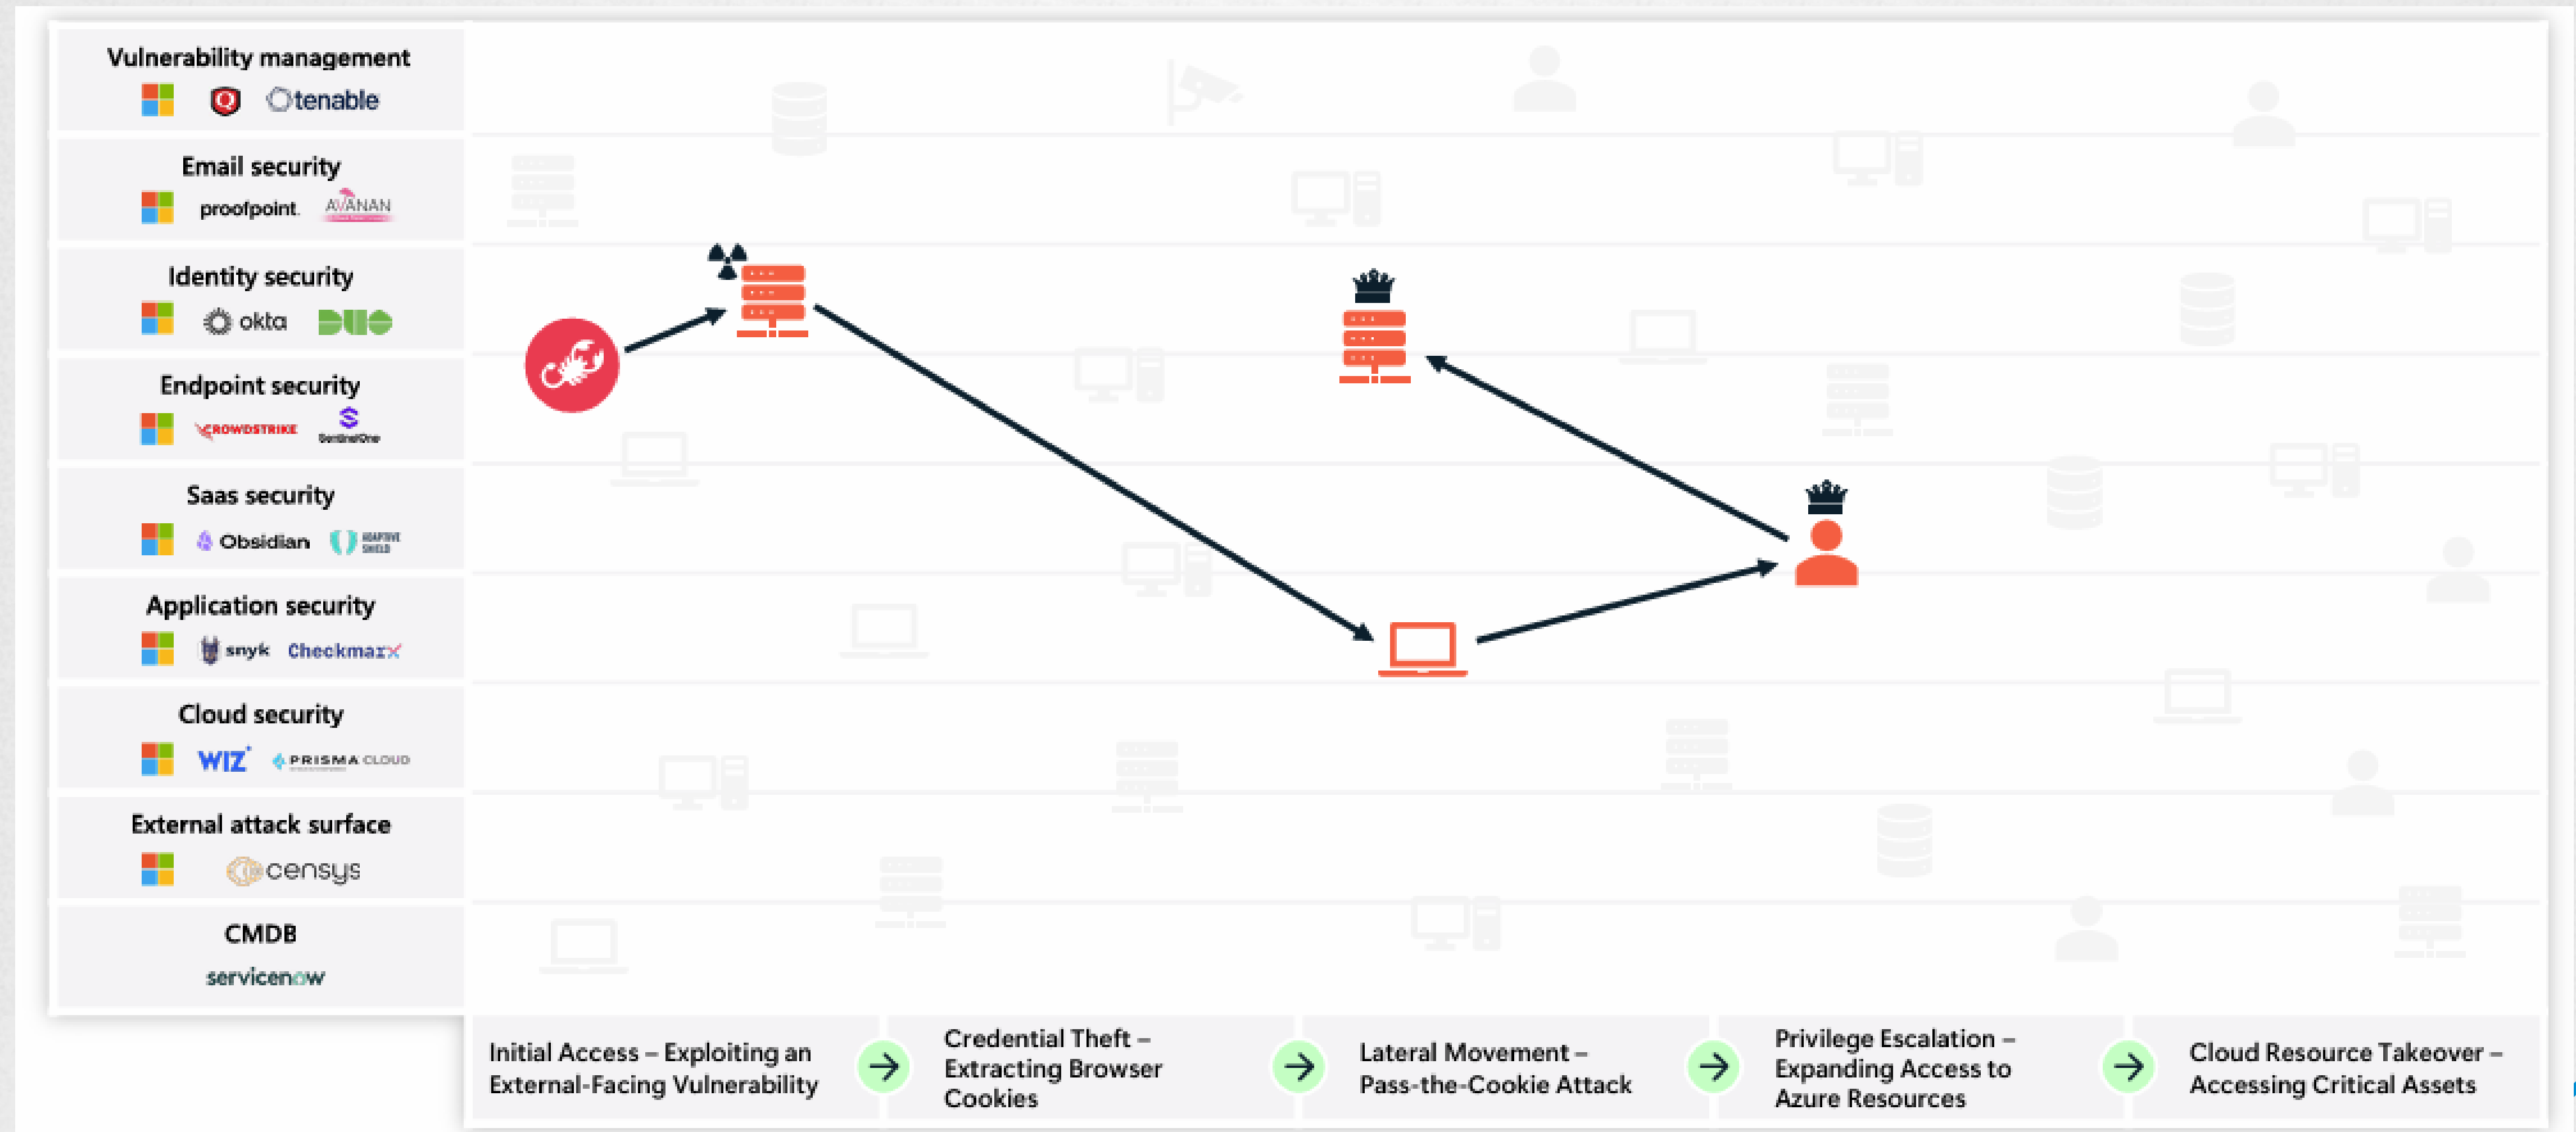 Vulnerability management
Q tenable
Email security
proofpoint. AVANAN
Identity security
okta DUO
Endpoint security
CROWDSTRIKE SentinelOne
Saas security
Obsidian ADAPTIVE
SHIELD
Application security
snyk Checkmarx
Cloud security
WIZ PRISMA CLOUD
External attack surface
censys
CMDB
servicenow
Initial Access – Exploiting an
External-Facing Vulnerability
Credential Theft –
Extracting Browser
Cookies
Lateral Movement –
Pass-the-Cookie Attack
Privilege Escalation –
Expanding Access to
Azure Resources
Cloud Resource Takeover –
Accessing Critical Assets